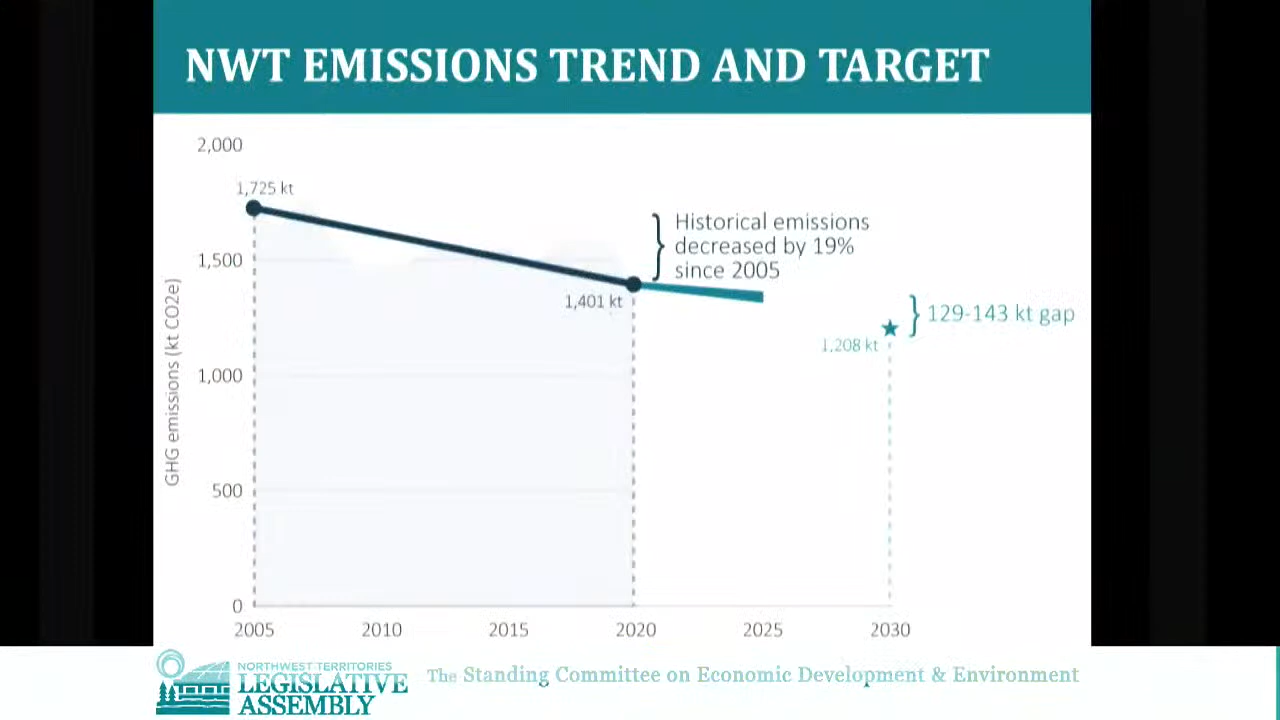 NWT EMISSIONS TREND AND TARGET
2,000
1,725 kt
1,500
1,000
500
0
GHG emissions (kt CO2e)
1,401 kt
Historical emissions
decreased by 19%
since 2005
129-143 kt gap
1,208 kt
2005 2010 2015 2020 2025 2030
NORTHWEST TERRITORIES
LEGISLATIVE
ASSEMBLY
The Standing Committee on Economic Development & Environment